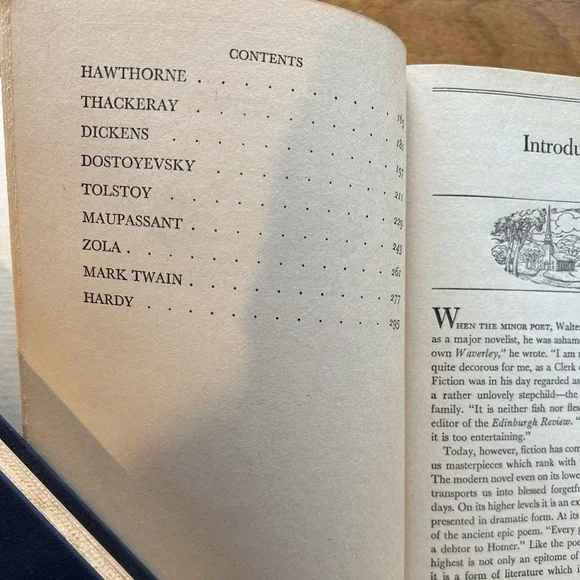 CONTENTS
HAWTHORNE . . . . . . . . 165
THACKERAY . . . . . . . . 181
DICKENS . . . . . . . . . 197
DOSTOYEVSKY . . . . . . . 211
TOLSTOY . . . . . . . . . 229
MAUPASSANT . . . . . . . . 243
ZOLA . . . . . . . . . . 261
MARK TWAIN . . . . . . . . 277
HARDY . . . . . . . . . . 295
Introdu
WHEN THE MINOR POET, Walte
as a major novelist, he was asham
own Waverley," he wrote. "I am
quite decorous for me, as a Clerk
Fiction was in his day regarded as
a rather unlovely stepchild—the
family. "It is neither fish nor fles
editor of the Edinburgh Review. "
it is too entertaining."
Today, however, fiction has com
us masterpieces which rank with
The modern novel even on its lowe
transports us into blessed forgetf
days. On its higher levels it is an ex
presented in dramatic form. At its
of the ancient epic poem. "Every g
a debtor to Homer." Like the poe
highest is not only an epitome of
it is a form of literature which i